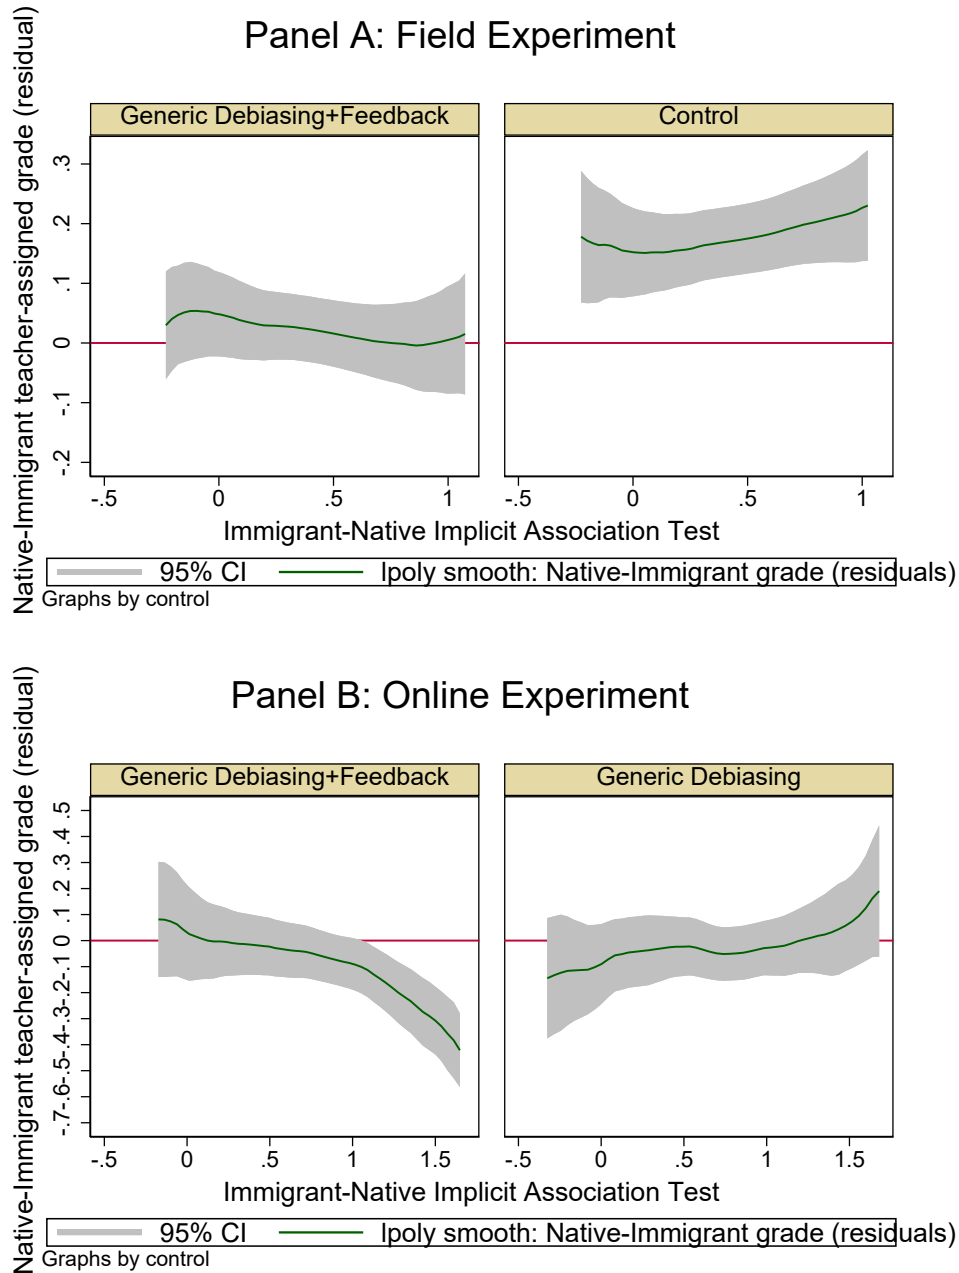 Panel A: Field Experiment
Native-Immigrant teacher-assigned grade (residual)
Generic Debiasing+Feedback
Control
.3
.2
.1
0
-.1
-.2
-.5 0 .5 1
-.5 0 .5 1
Immigrant-Native Implicit Association Test
95% CI lpoly smooth: Native-Immigrant grade (residuals)
Graphs by control
Panel B: Online Experiment
Native-Immigrant teacher-assigned grade (residual)
Generic Debiasing+Feedback
Generic Debiasing
.5
.4
.3
.2
.1
0
-.1
-.2
-.3
-.4
-.5
-.6
-.7
-.5 0 .5 1 1.5
-.5 0 .5 1 1.5
Immigrant-Native Implicit Association Test
95% CI lpoly smooth: Native-Immigrant grade (residuals)
Graphs by control